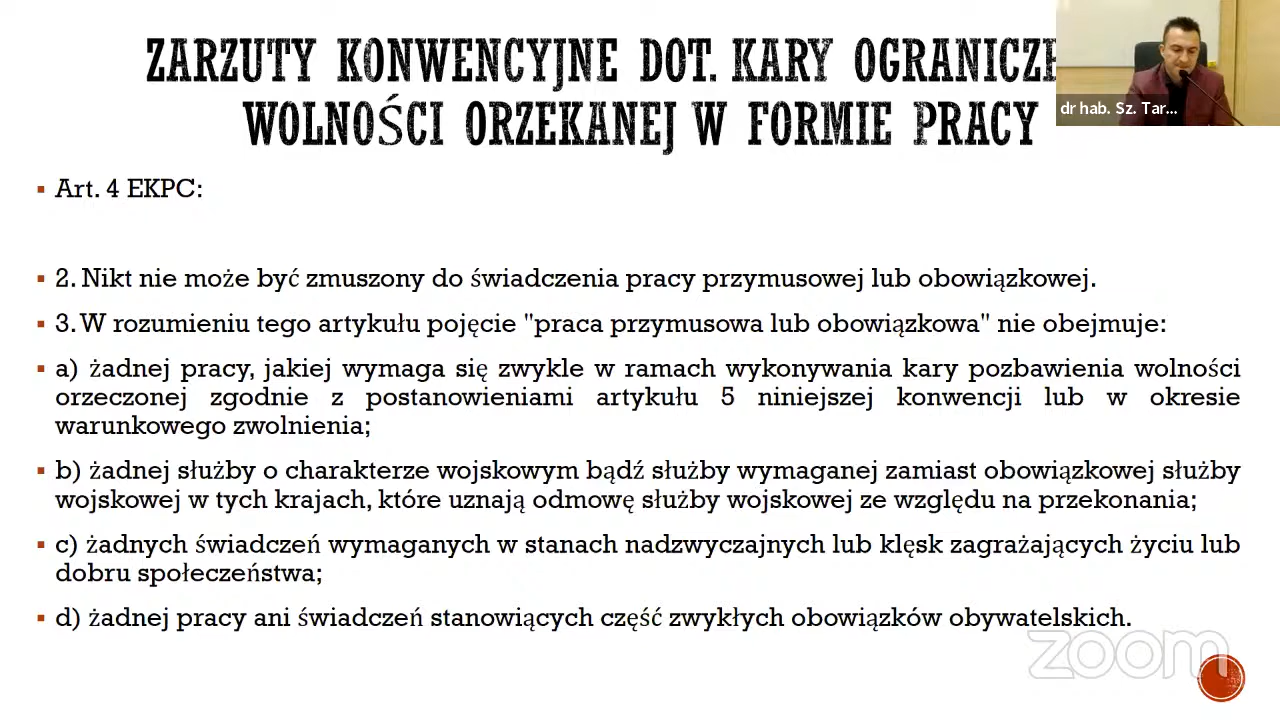 ZARZUTY KONWENCYJNE DOT. KARY OGRANICZE
WOLNOŚCI ORZEKANEJ W FORMIE PRACY
dr hab. Sz. Tar...
▪ Art. 4 EKPC:
▪ 2. Nikt nie może być zmuszony do świadczenia pracy przymusowej lub obowiązkowej.
▪ 3. W rozumieniu tego artykułu pojęcie "praca przymusowa lub obowiązkowa" nie obejmuje:
▪ a) żadnej pracy, jakiej wymaga się zwykle w ramach wykonywania kary pozbawienia wolności
orzeczonej zgodnie z postanowieniami artykułu 5 niniejszej konwencji lub w okresie
warunkowego zwolnienia;
▪ b) żadnej służby o charakterze wojskowym bądź służby wymaganej zamiast obowiązkowej służby
wojskowej w tych krajach, które uznają odmowę służby wojskowej ze względu na przekonania;
▪ c) żadnych świadczeń wymaganych w stanach nadzwyczajnych lub klęsk zagrażających życiu lub
dobru społeczeństwa;
▪ d) żadnej pracy ani świadczeń stanowiących część zwykłych obowiązków obywatelskich.
zoom